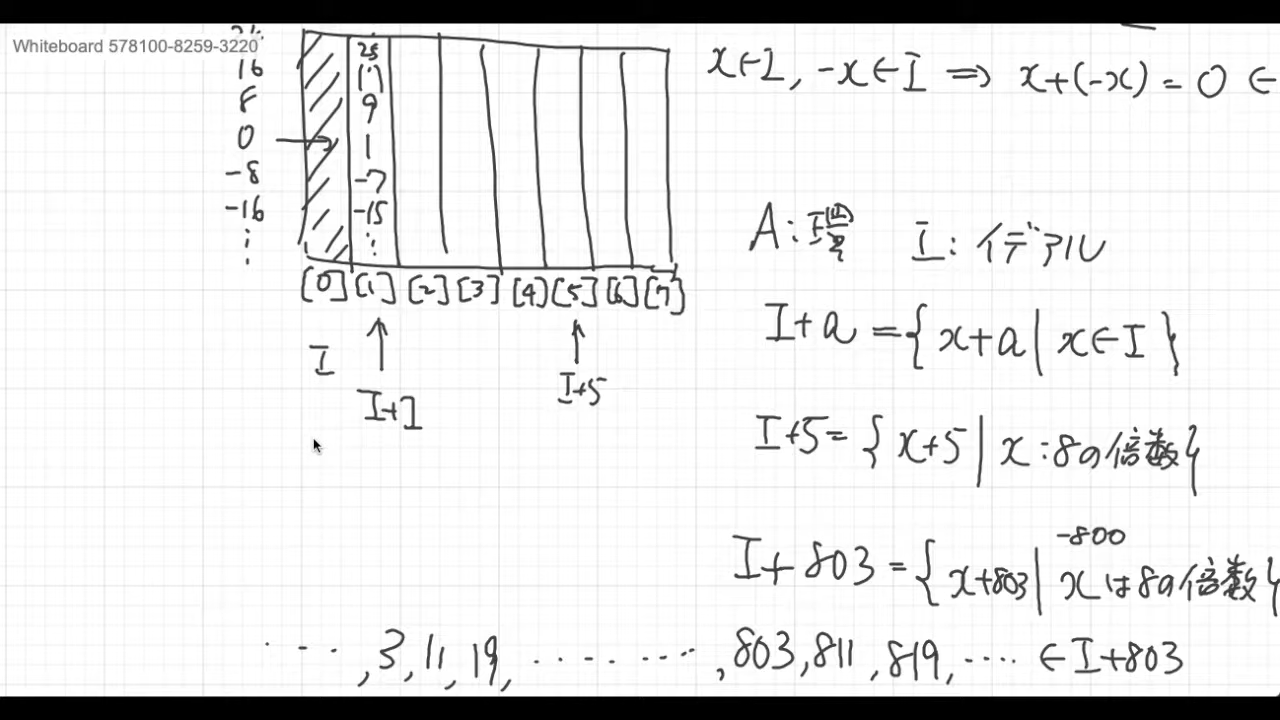 Whiteboard 578100-8259-3220
16
8
0
-8
-16
⋮
25
17
9
1
-7
-15
⋮
[0] [1] [2] [3] [4] [5] [6] [7]
I
I+1
I+5
x∈I, -x∈I ⇒ x+(-x) = 0 ∈
A:環 I:イデアル
I+a = { x+a | x∈I }
I+5 = { x+5 | x:8の倍数 }
-800
I+803 = { x+803 | xは8の倍数 }
....,3,11,19,........,803,811,819,.... ∈I+803